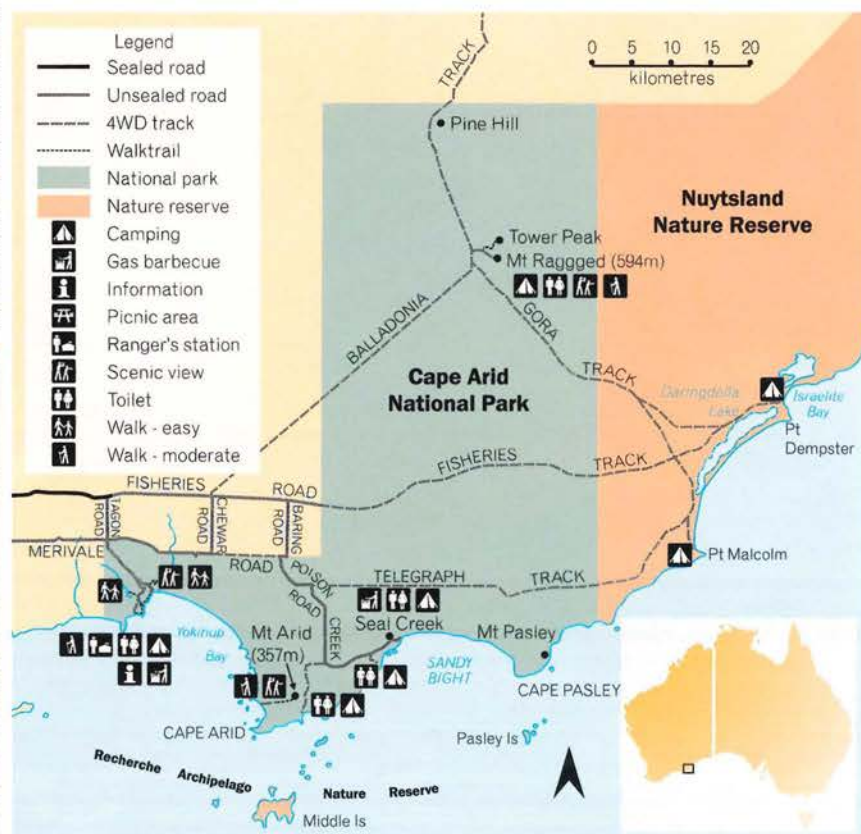 Legend
Sealed road
Unsealed road
4WD track
Walktrail
National park
Nature reserve
Camping
Gas barbecue
Information
Picnic area
Ranger's station
Scenic view
Toilet
Walk - easy
Walk - moderate
0 5 10 15 20
kilometres
TRACK
Pine Hill
Nuytsland
Nature Reserve
Tower Peak
Mt Raggged (594m)
BALLADONIA
GORA
TRACK
Cape Arid
National Park
Daringdella
Lake
Israelite
Bay
Pt
Dempster
FISHERIES
ROAD
FISHERIES
TRACK
TAGON
ROAD
CHEWAR
ROAD
BARING
ROAD
MERIVALE
ROAD
POISON
CREEK
ROAD
TELEGRAPH
TRACK
Pt Malcolm
Yokinup
Bay
Mt Arid
(357m)
Seal Creek
Mt Pasley
SANDY
BIGHT
CAPE PASLEY
CAPE ARID
Pasley Is
Recherche Archipelago Nature Reserve
Middle Is